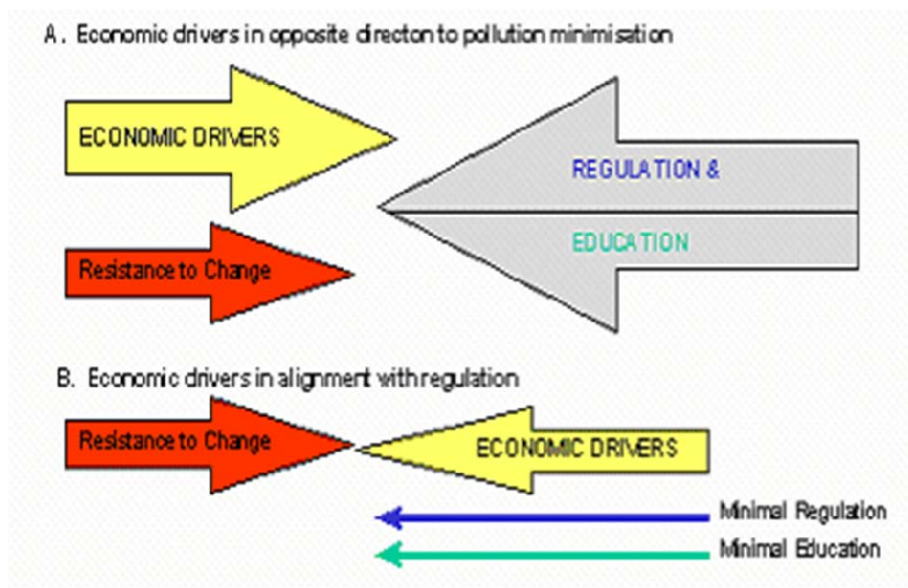 A. Economic drivers in opposite directon to pollution minimisation
ECONOMIC DRIVERS
REGULATION &
EDUCATION
Resistance to Change
B. Economic drivers in alignment with regulation
Resistance to Change
ECONOMIC DRIVERS
Minimal Regulation
Minimal Education